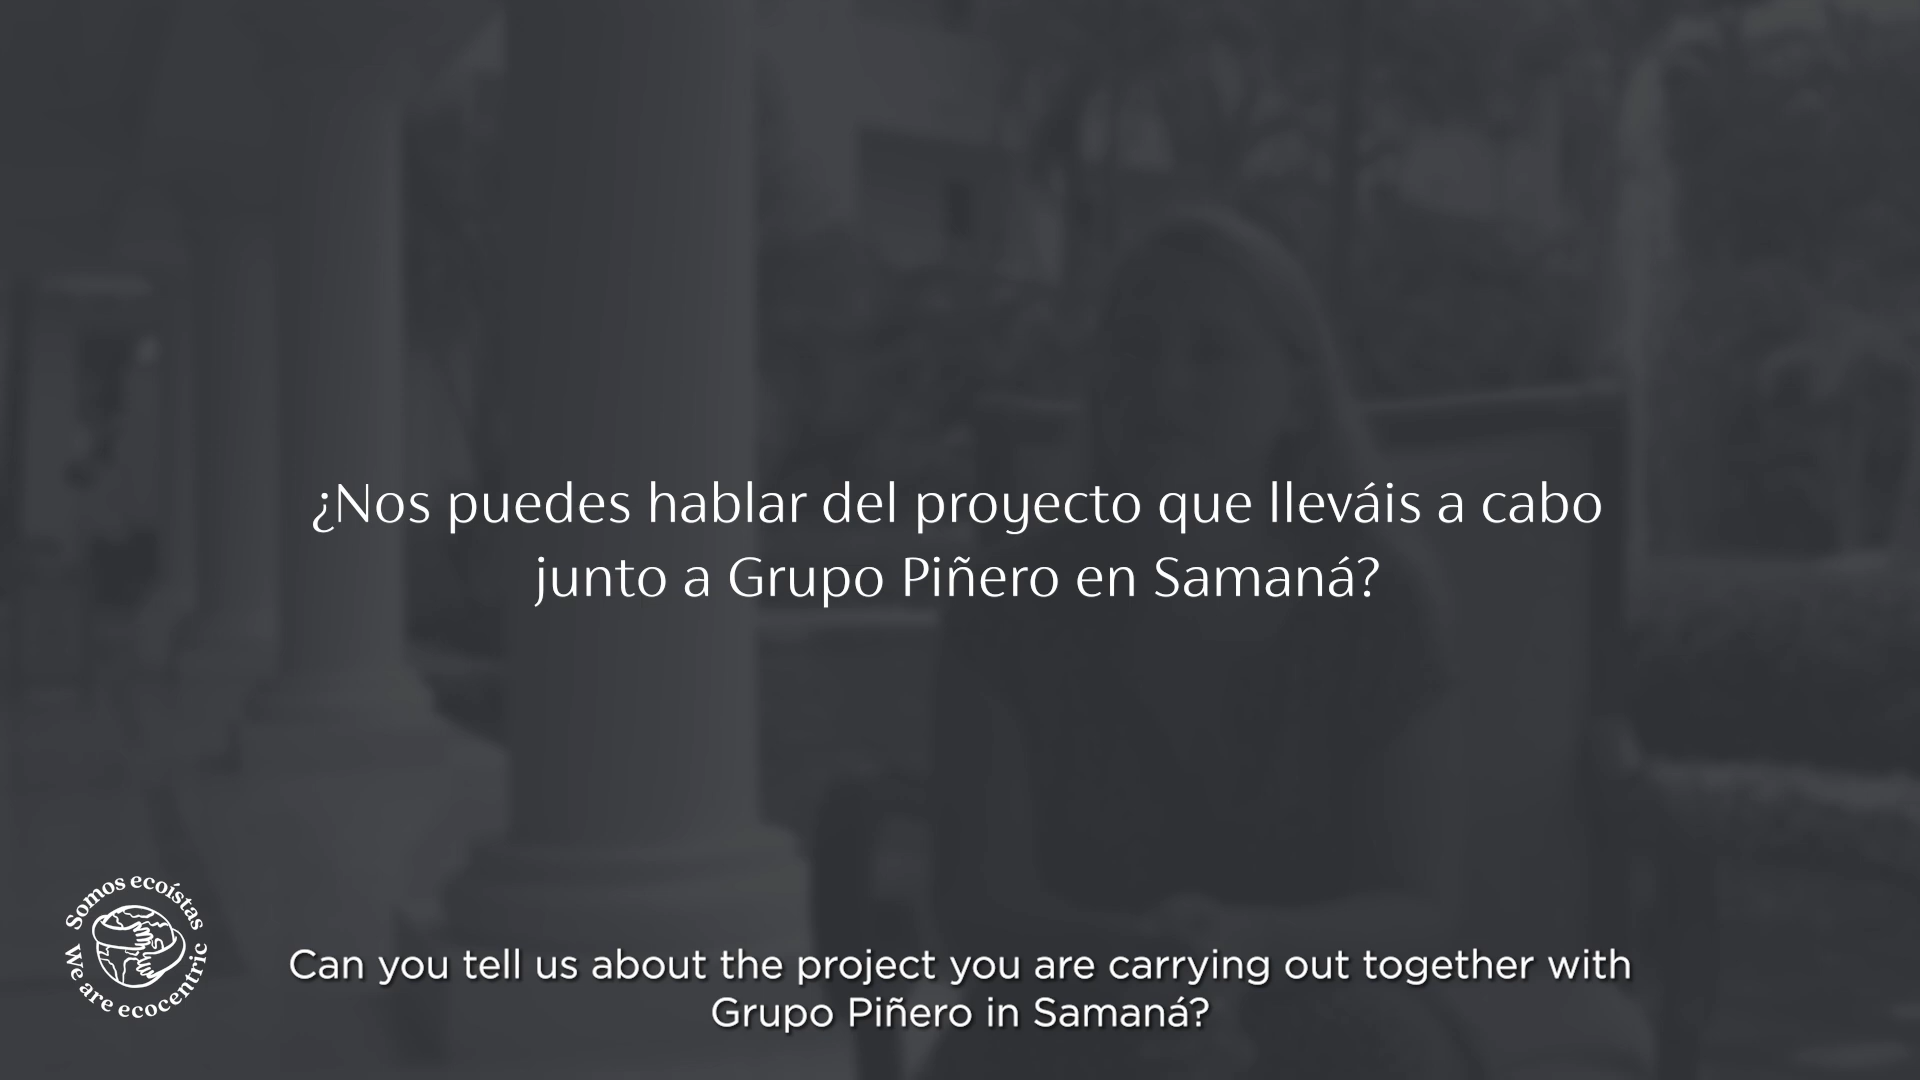 ¿Nos puedes hablar del proyecto que lleváis a cabo
junto a Grupo Piñero en Samaná?
Somos ecoístas
We are ecocentric
Can you tell us about the project you are carrying out together with
Grupo Piñero in Samaná?